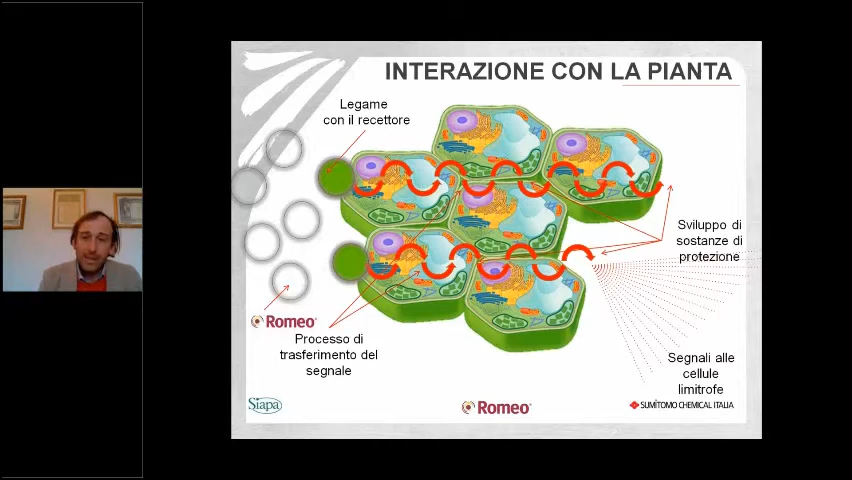 INTERAZIONE CON LA PIANTA
Legame
con il recettore
Sviluppo di
sostanze di
protezione
Romeo®
Processo di
trasferimento del
segnale
Segnali alle
cellule
limitrofe
Siapa
Romeo®
SUMITOMO CHEMICAL ITALIA